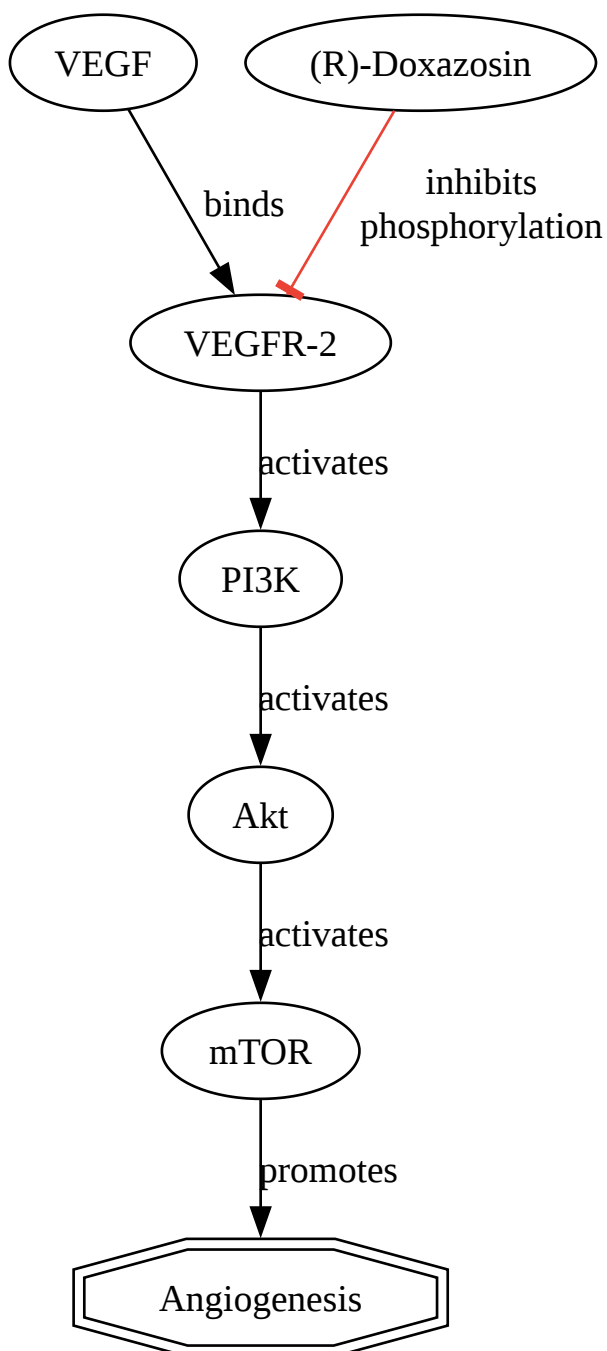 VEGF
(R)-Doxazosin
binds
inhibits
phosphorylation
VEGFR-2
activates
PI3K
activates
Akt
activates
mTOR
promotes
Angiogenesis